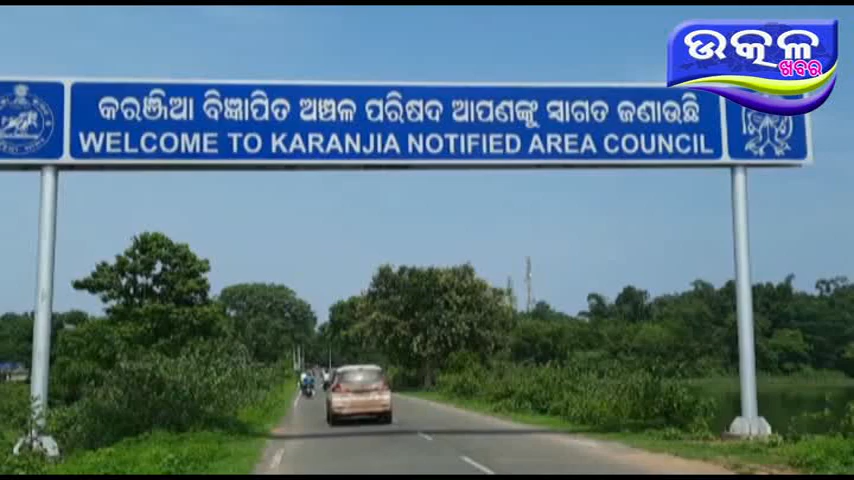 ଉତ୍କଳ
ଖବର
କରଞ୍ଜିଆ ବିଜ୍ଞାପିତ ଅଞ୍ଚଳ ପରିଷଦ ଆପଣଙ୍କୁ ସ୍ୱାଗତ ଜଣାଉଛି
WELCOME TO KARANJIA NOTIFIED AREA COUNCIL